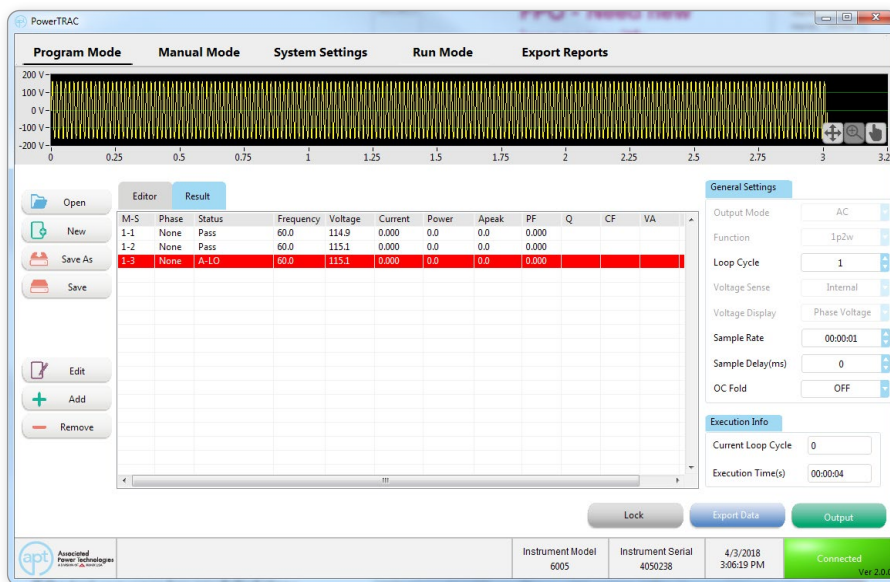 PowerTRAC
Program Mode Manual Mode System Settings Run Mode Export Reports
200 V
100 V
0 V
-100 V
-200 V
0 0.25 0.5 0.75 1 1.25 1.5 1.75 2 2.25 2.5 2.75 3 3.2
Open
New
Save As
Save
Edit
Add
Remove
Editor Result
M-S Phase Status Frequency Voltage Current Power Apeak PF Q CF VA
1-1 None Pass 60.0 114.9 0.000 0.0 0.0 0.000
1-2 None Pass 60.0 115.1 0.000 0.0 0.0 0.000
1-3 None A-LO 60.0 115.1 0.000 0.0 0.0 0.000
General Settings
Output Mode AC
Function 1p2w
Loop Cycle 1
Voltage Sense Internal
Voltage Display Phase Voltage
Sample Rate 00:00:01
Sample Delay(ms) 0
OC Fold OFF
Execution Info
Current Loop Cycle 0
Execution Time(s) 00:00:04
Lock Export Data Output
apt Associated
Power Technologies
Instrument Model
6005
Instrument Serial
4050238
4/3/2018
3:06:19 PM
Connected
Ver 2.0.0